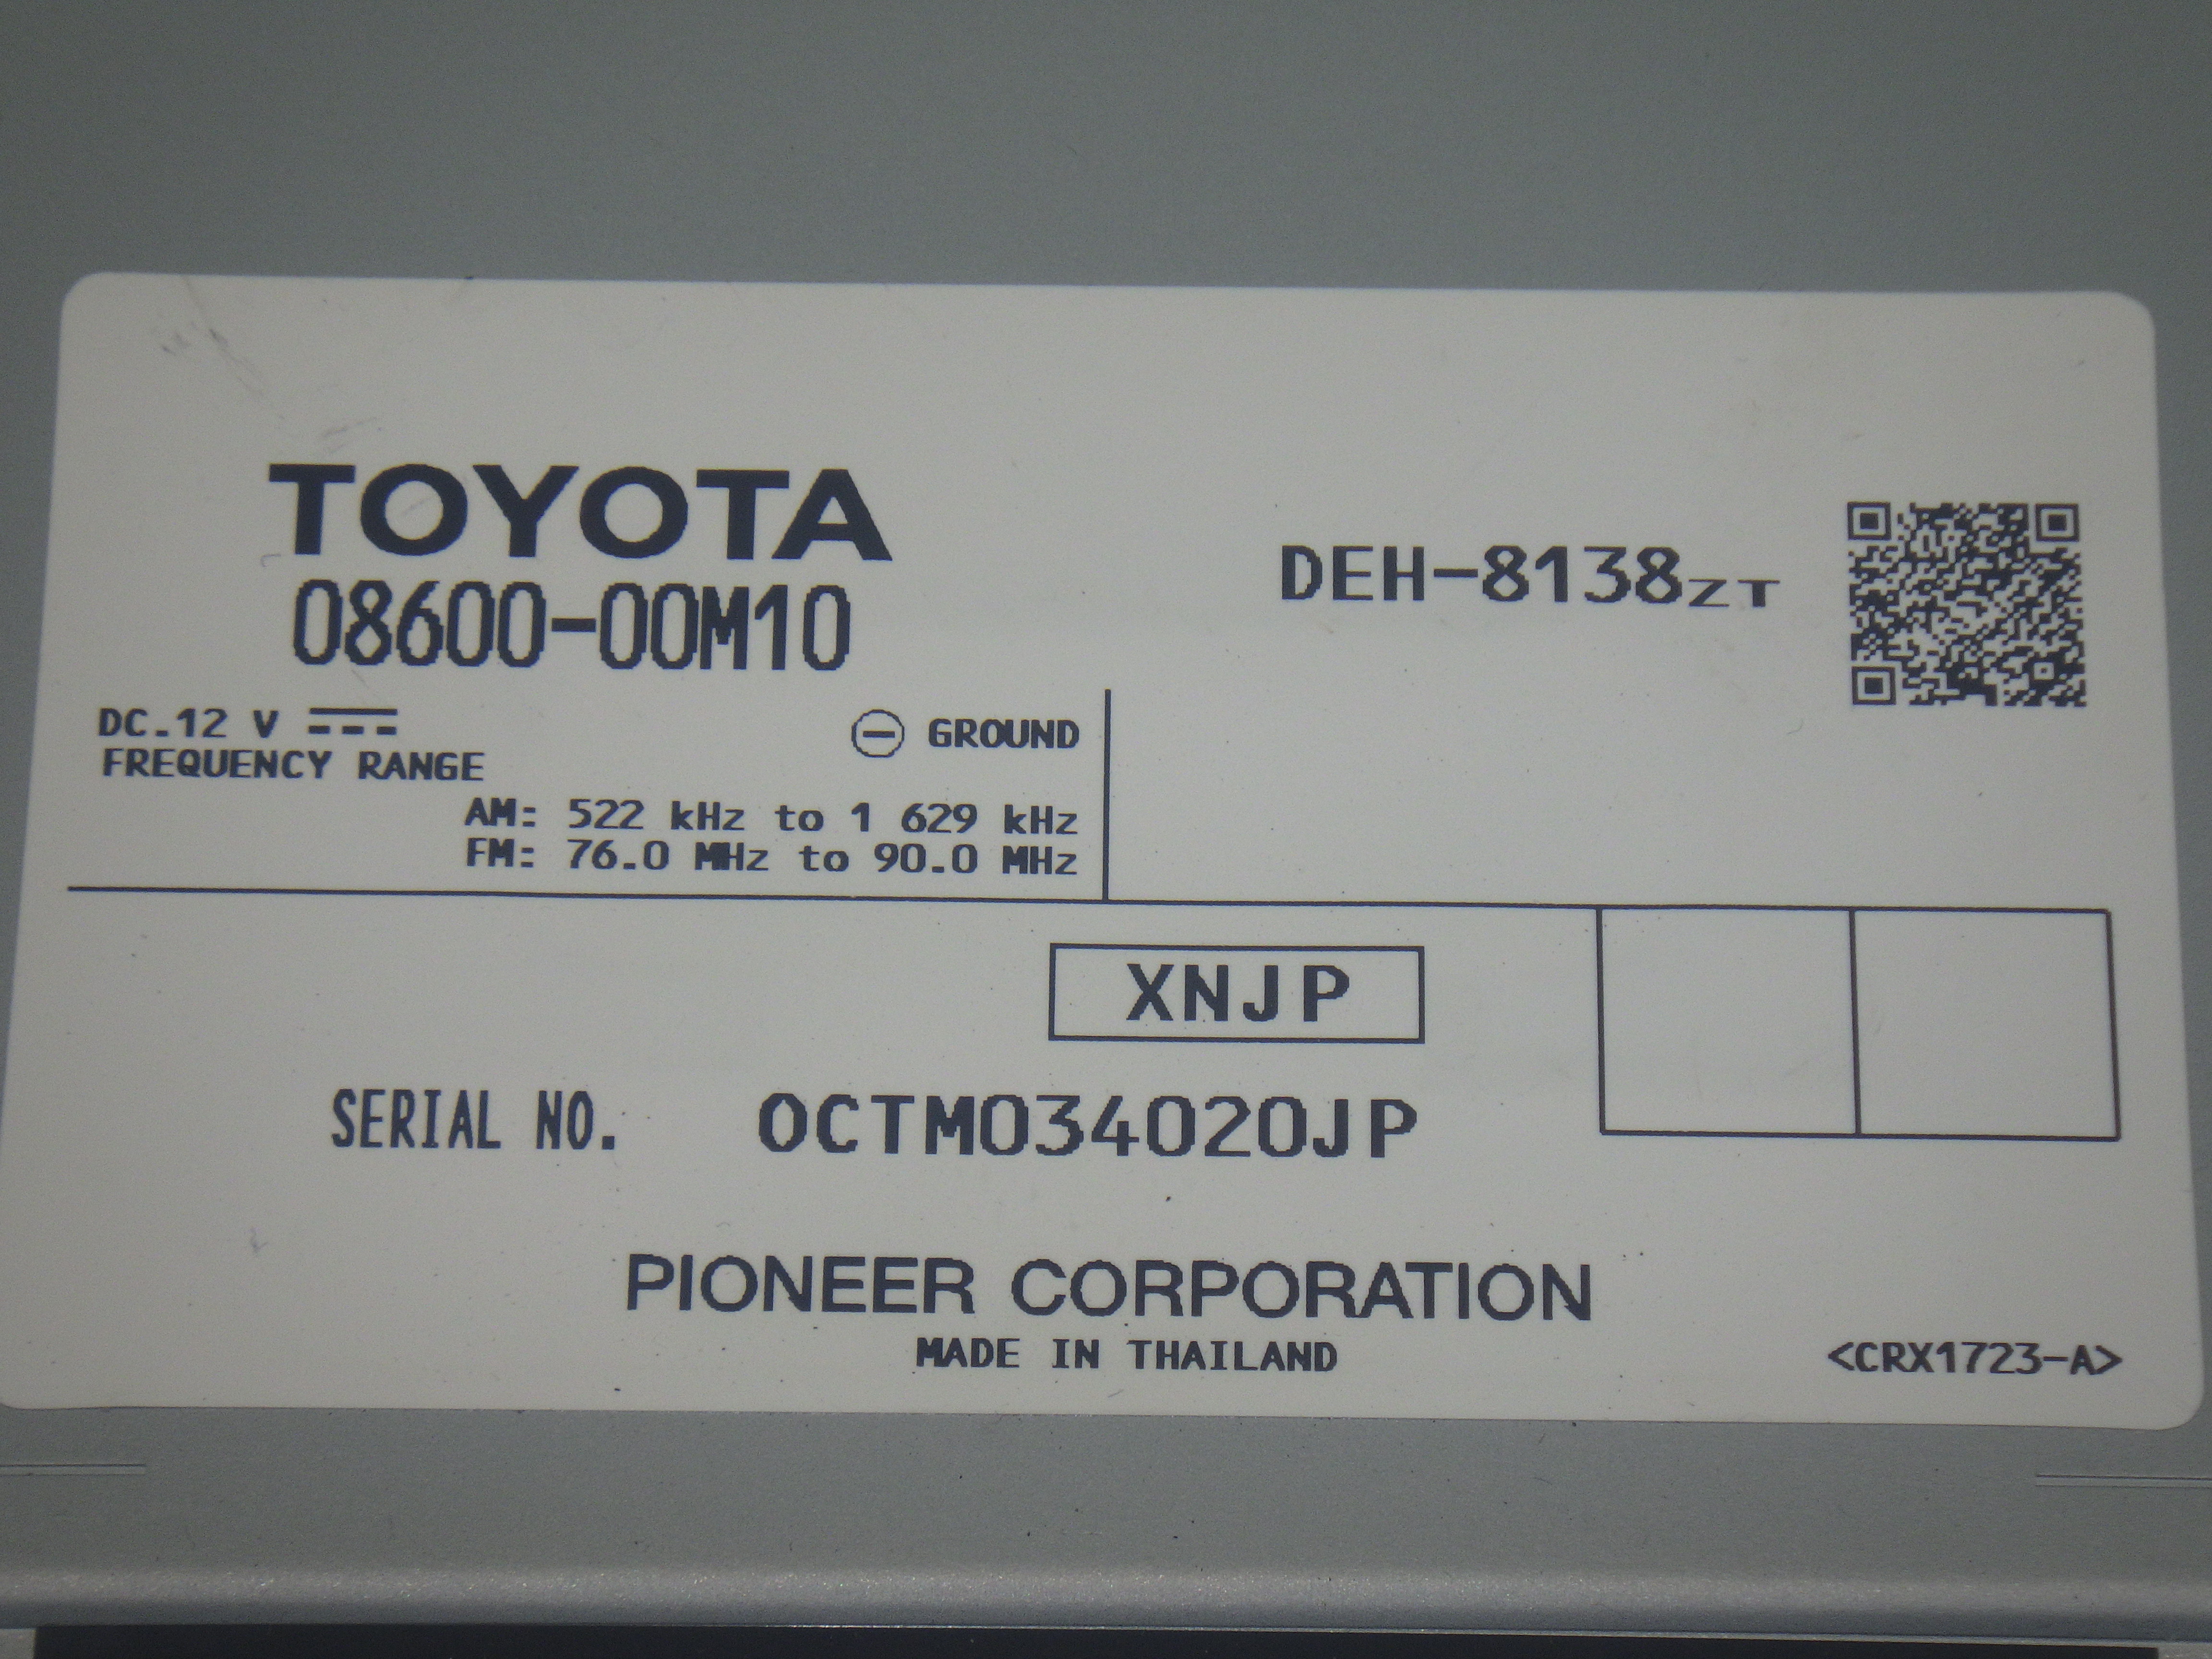 TOYOTA
08600-00M10
DEH-8138ZT
DC.12 V
GROUND
FREQUENCY RANGE
AM: 522 kHz to 1 629 kHz
FM: 76.0 MHz to 90.0 MHz
XNJP
SERIAL NO. OCTM034020JP
PIONEER CORPORATION
MADE IN THAILAND
<CRX1723-A>